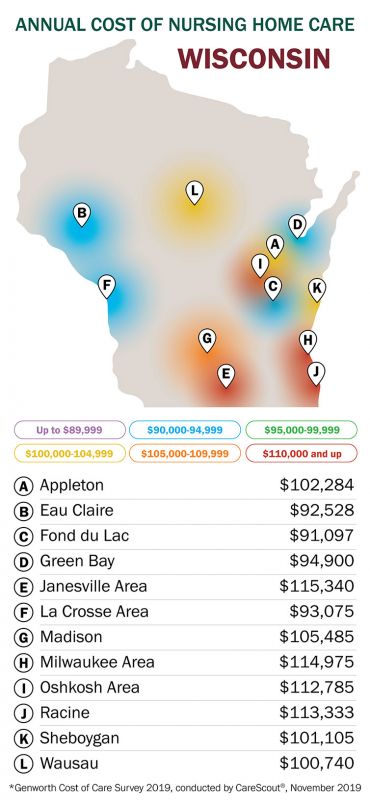 ANNUAL COST OF NURSING HOME CARE
WISCONSIN
L
B
D
A
I
F
C
K
G
H
E
J
Up to $89,999 $90,000-94,999 $95,000-99,999
$100,000-104,999 $105,000-109,999 $110,000 and up
A Appleton $102,284
B Eau Claire $92,528
C Fond du Lac $91,097
D Green Bay $94,900
E Janesville Area $115,340
F La Crosse Area $93,075
G Madison $105,485
H Milwaukee Area $114,975
I Oshkosh Area $112,785
J Racine $113,333
K Sheboygan $101,105
L Wausau $100,740
*Genworth Cost of Care Survey 2019, conducted by CareScout®, November 2019